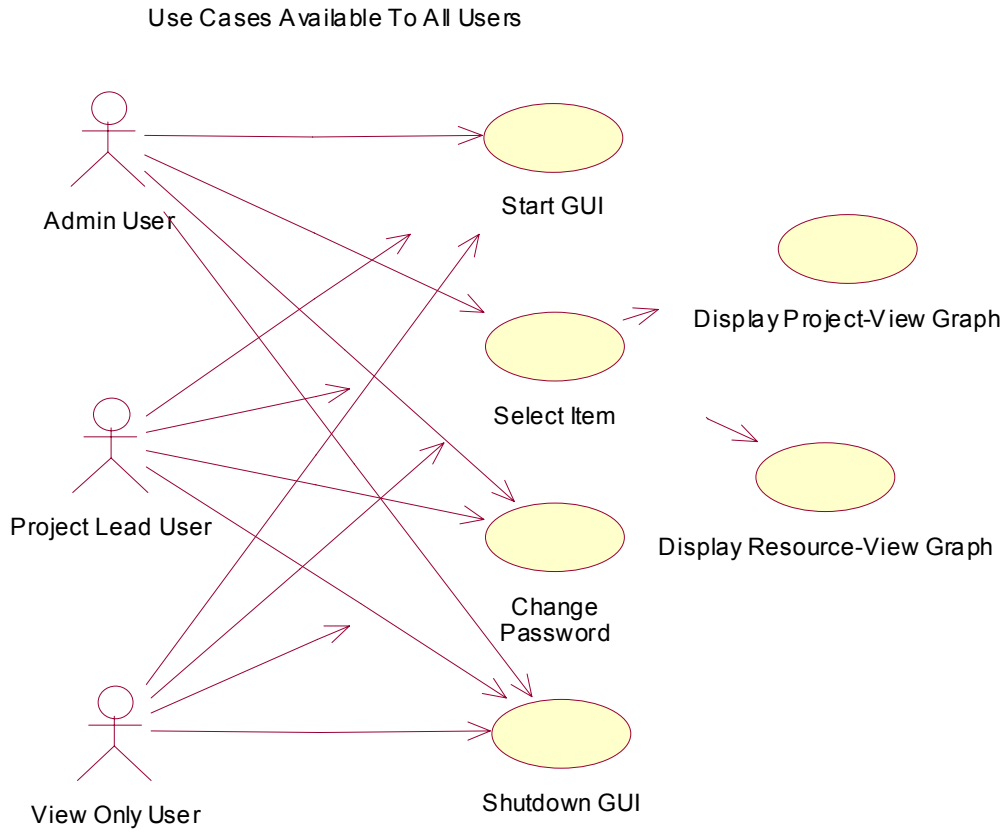 Use Cases Available To All Users
Admin User
Start GUI
Display Project-View Graph
Select Item
Project Lead User
Display Resource-View Graph
Change
Password
View Only User
Shutdown GUI